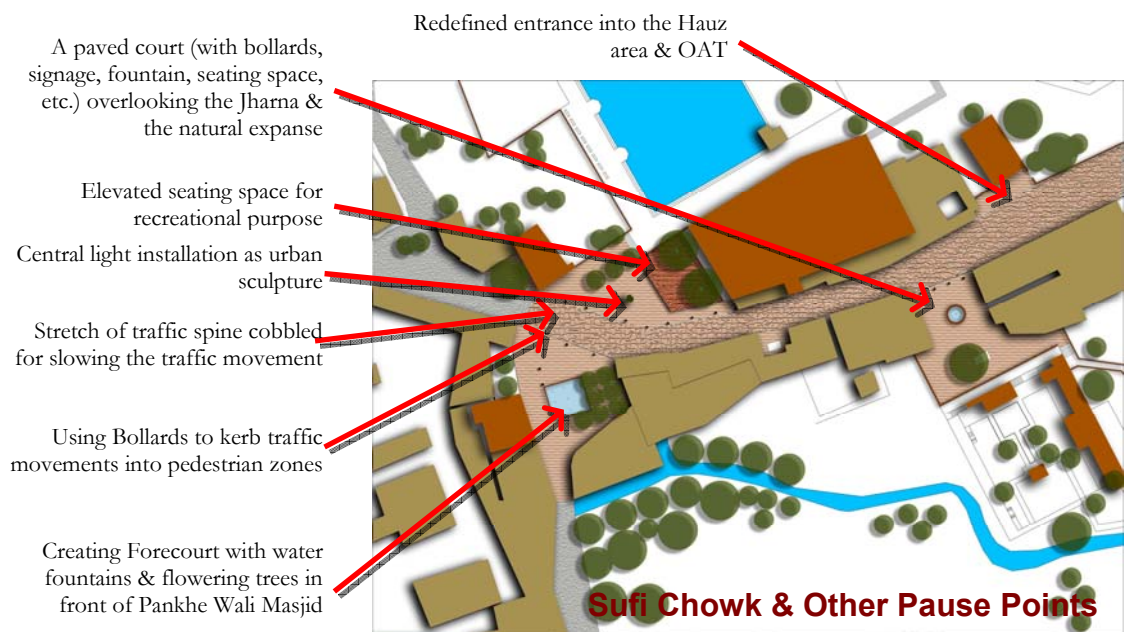 Redefined entrance into the Hauz
area & OAT
A paved court (with bollards,
signage, fountain, seating space,
etc.) overlooking the Jharna &
the natural expanse
Elevated seating space for
recreational purpose
Central light installation as urban
sculpture
Stretch of traffic spine cobbled
for slowing the traffic movement
Using Bollards to kerb traffic
movements into pedestrian zones
Creating Forecourt with water
fountains & flowering trees in
front of Pankhe Wali Masjid
Sufi Chowk & Other Pause Points